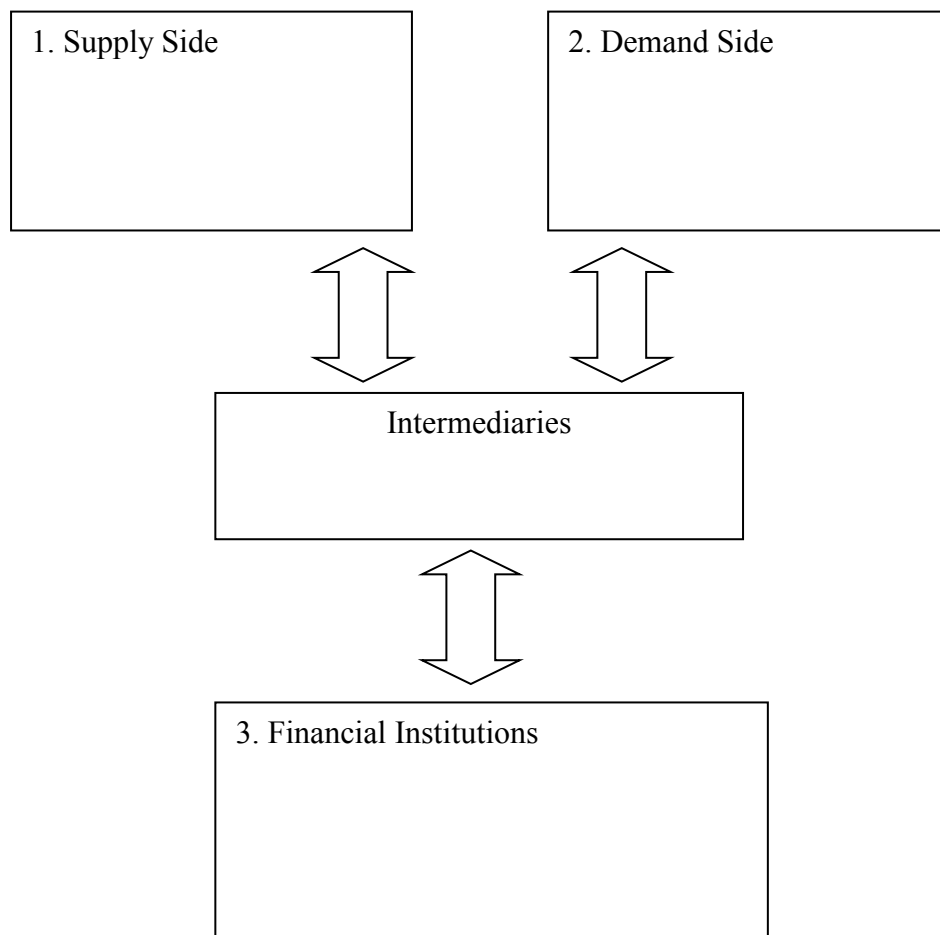 1. Supply Side
2. Demand Side
Intermediaries
3. Financial Institutions